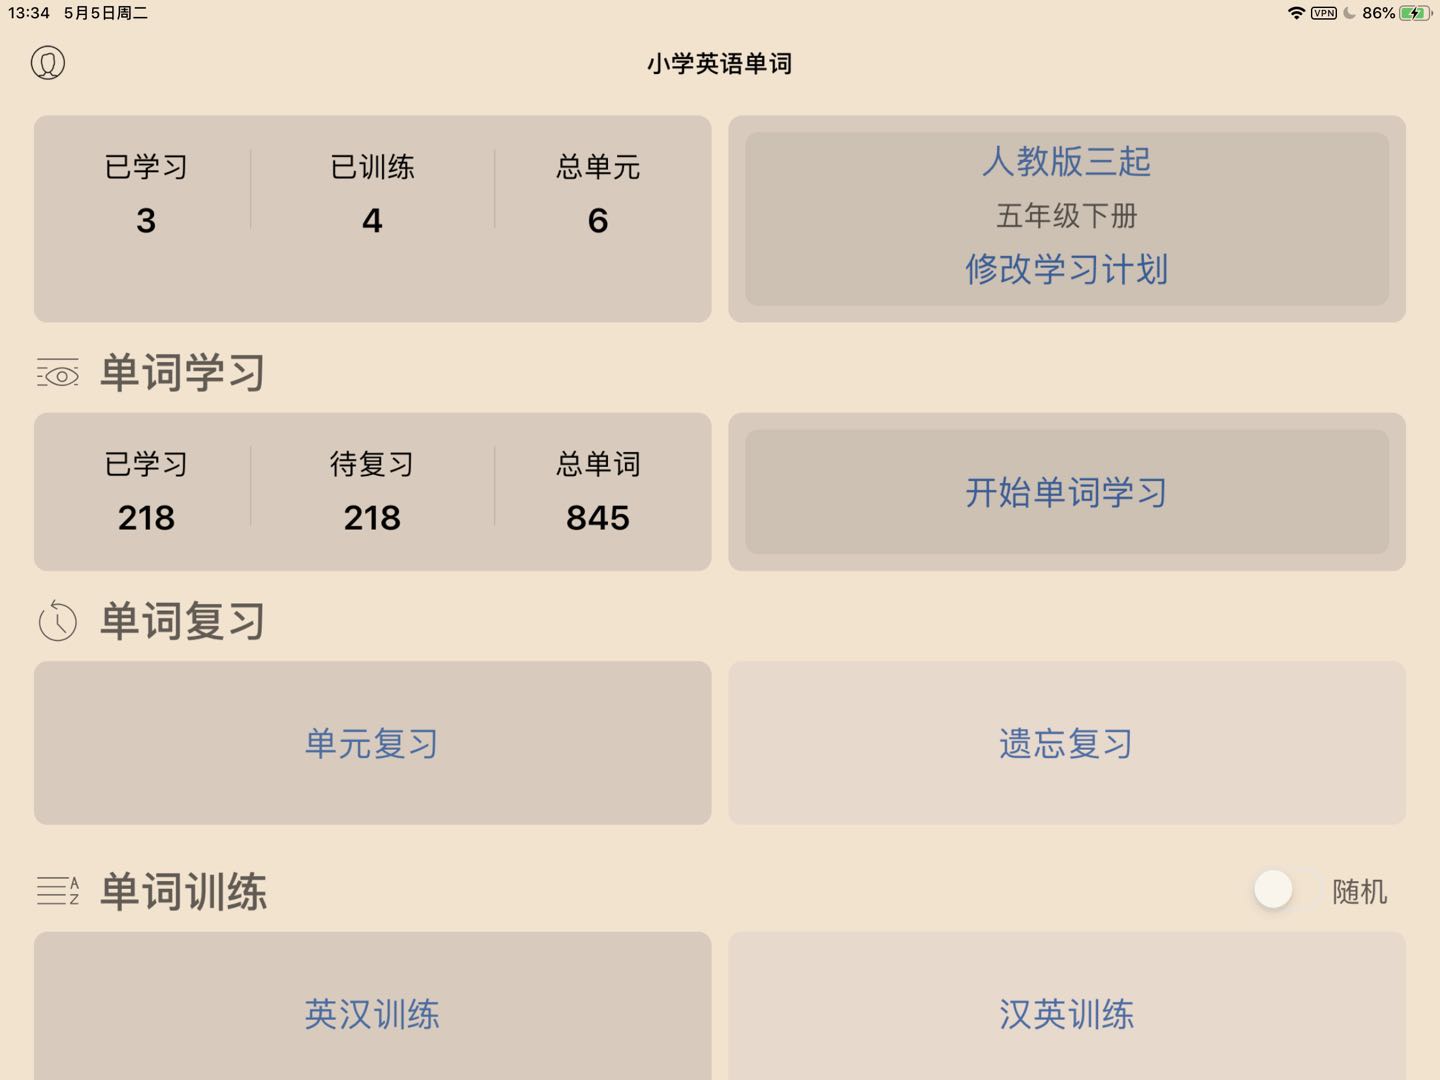 13:34 5月5日周二
VPN 86%
小学英语单词
已学习 已训练 总单元
3 4 6
人教版三起
五年级下册
修改学习计划
单词学习
已学习 待复习 总单词
218 218 845
开始单词学习
单词复习
单元复习
遗忘复习
A
Z
单词训练
随机
英汉训练
汉英训练